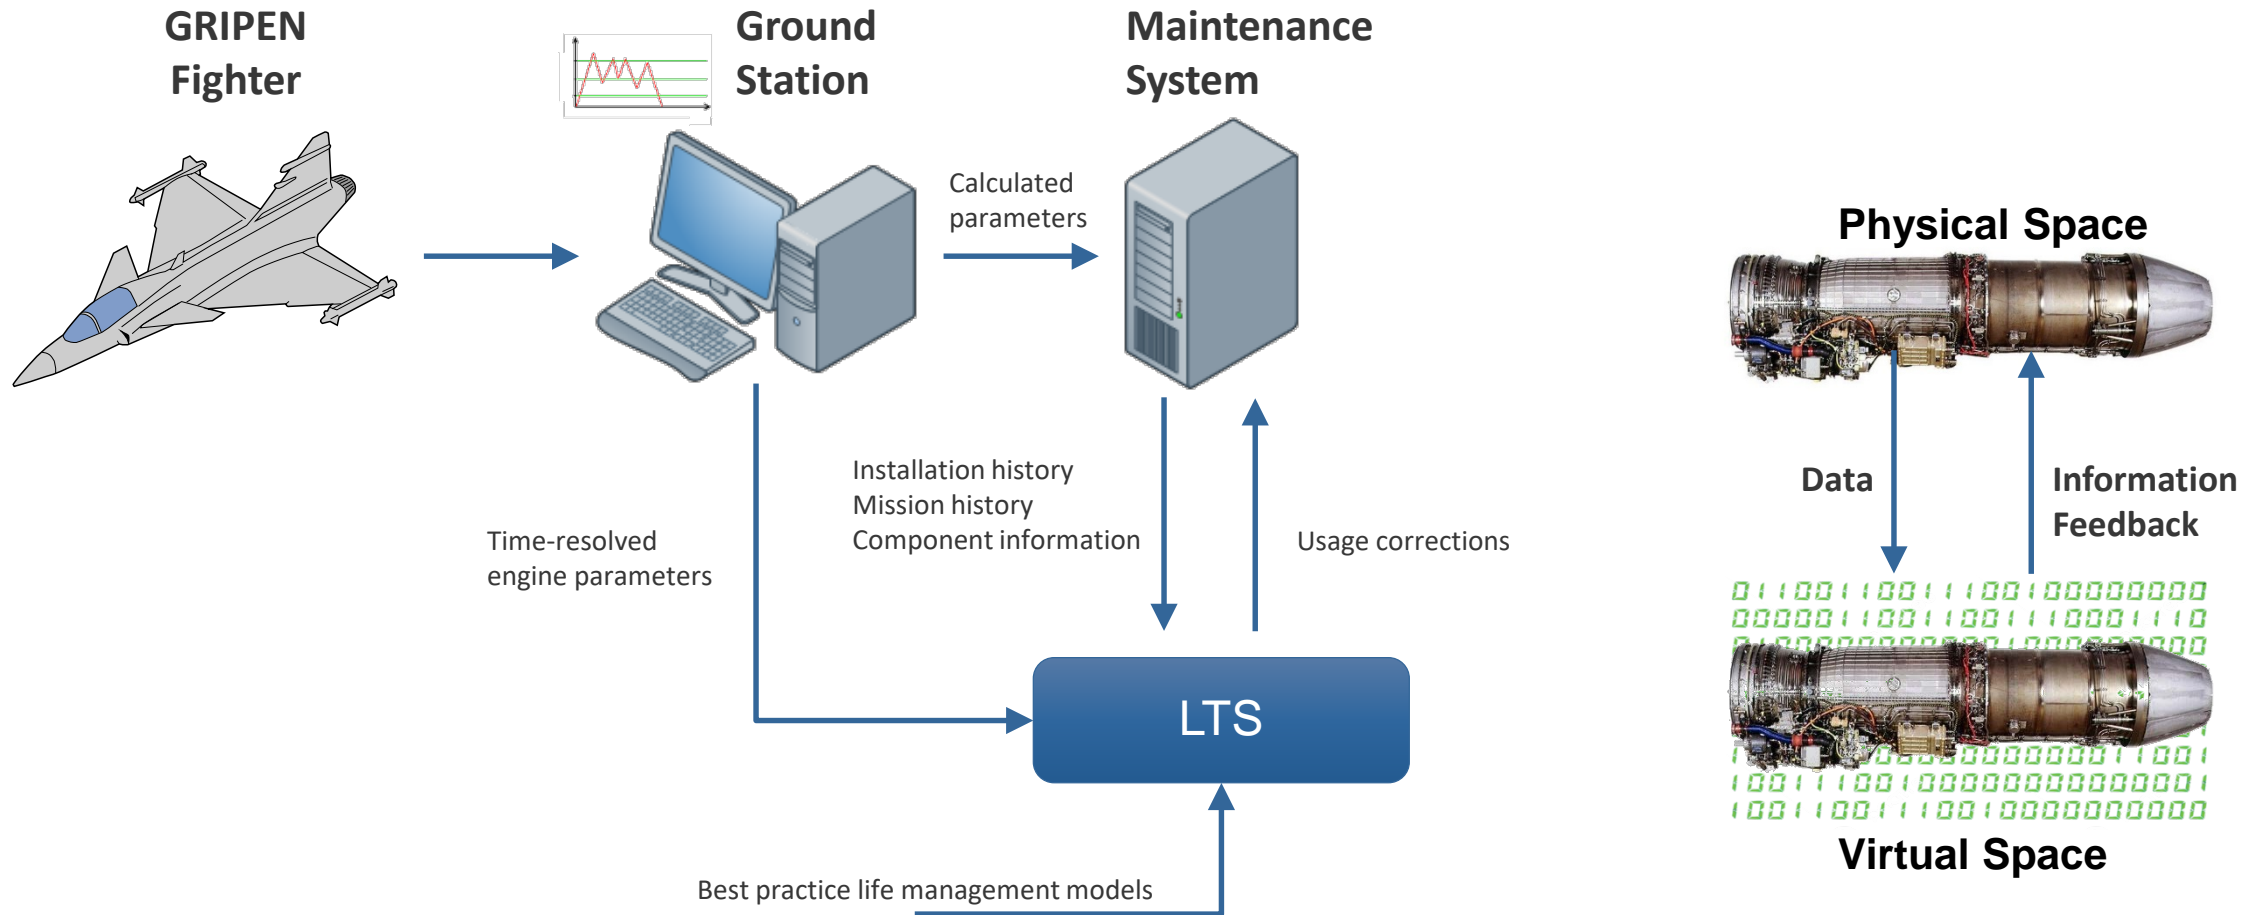 GRIPEN
Fighter
Ground
Station
Maintenance
System
Calculated
parameters
Time-resolved
engine parameters
Installation history
Mission history
Component information
Usage corrections
LTS
Best practice life management models
Physical Space
Data
Information
Feedback
01100110011100100000000
Virtual Space